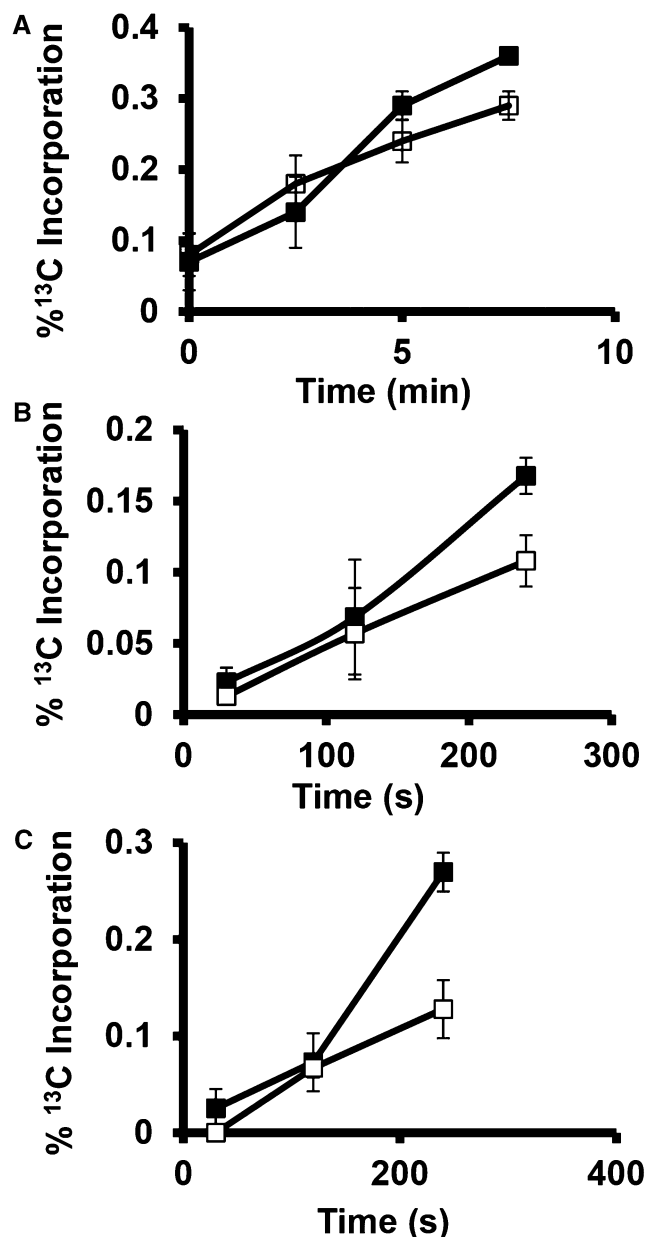 A
0.4
0.3
0.2
0.1
0
%13C Incorporation
0 5 10
Time (min)
B
0.2
0.15
0.1
0.05
0
% 13C Incorporation
0 100 200 300
Time (s)
C
0.3
0.2
0.1
0
% 13C Incorporation
0 200 400
Time (s)